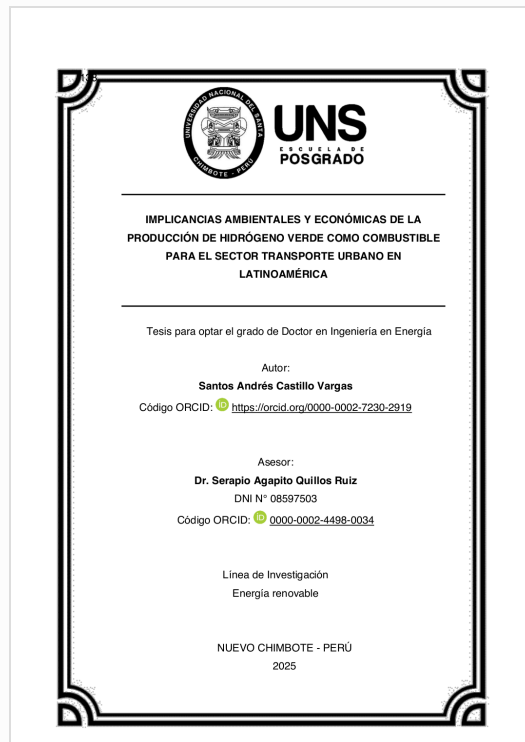 UNIVERSIDAD NACIONAL DEL SANTA
CHIMBOTE - PERÚ
UNS
ESCUELA DE
POSGRADO
IMPLICANCIAS AMBIENTALES Y ECONÓMICAS DE LA
PRODUCCIÓN DE HIDRÓGENO VERDE COMO COMBUSTIBLE
PARA EL SECTOR TRANSPORTE URBANO EN
LATINOAMÉRICA
Tesis para optar el grado de Doctor en Ingeniería en Energía
Autor:
Santos Andrés Castillo Vargas
Código ORCID: iD https://orcid.org/0000-0002-7230-2919
Asesor:
Dr. Serapio Agapito Quillos Ruiz
DNI N° 08597503
Código ORCID: iD 0000-0002-4498-0034
Línea de Investigación
Energía renovable
NUEVO CHIMBOTE - PERÚ
2025